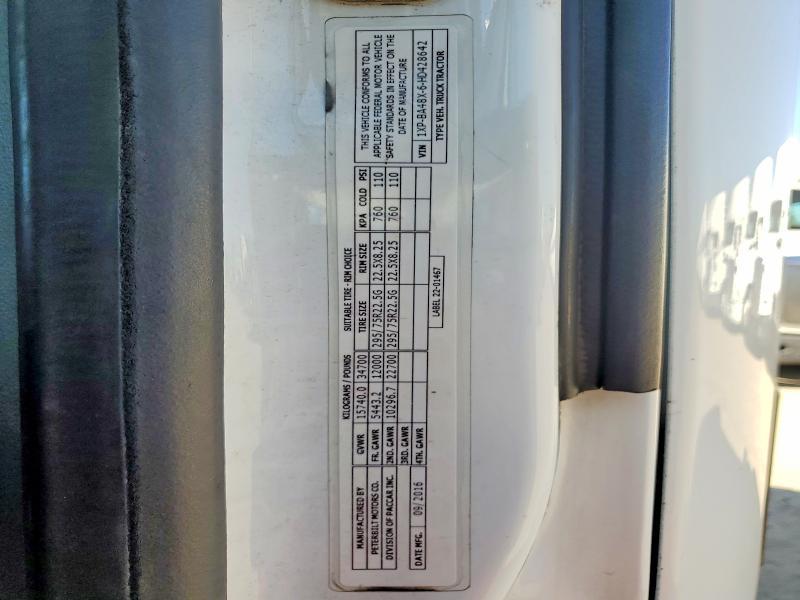 MANUFACTURED BY
PETERBILT MOTORS CO.
DIVISION OF PACCAR INC.
DATE MFG. 09/2016
KILOGRAMS / POUNDS SUITABLE TIRE - RIM CHOICE
GVWR 15740.0 34700 TIRE SIZE RIM SIZE KPA COLD PSI
FR. GAWR 5443.2 12000 295/75R22.5G 22.5X8.25 760 110
2ND. GAWR 10296.7 22700 295/75R22.5G 22.5X8.25 760 110
3RD. GAWR
4TH. GAWR
LABEL 22-01467
THIS VEHICLE CONFORMS TO ALL
APPLICABLE FEDERAL MOTOR VEHICLE
SAFETY STANDARDS IN EFFECT ON THE
DATE OF MANUFACTURE
VIN 1XP-BA48X-6-HD428642
TYPE VEH. TRUCK TRACTOR